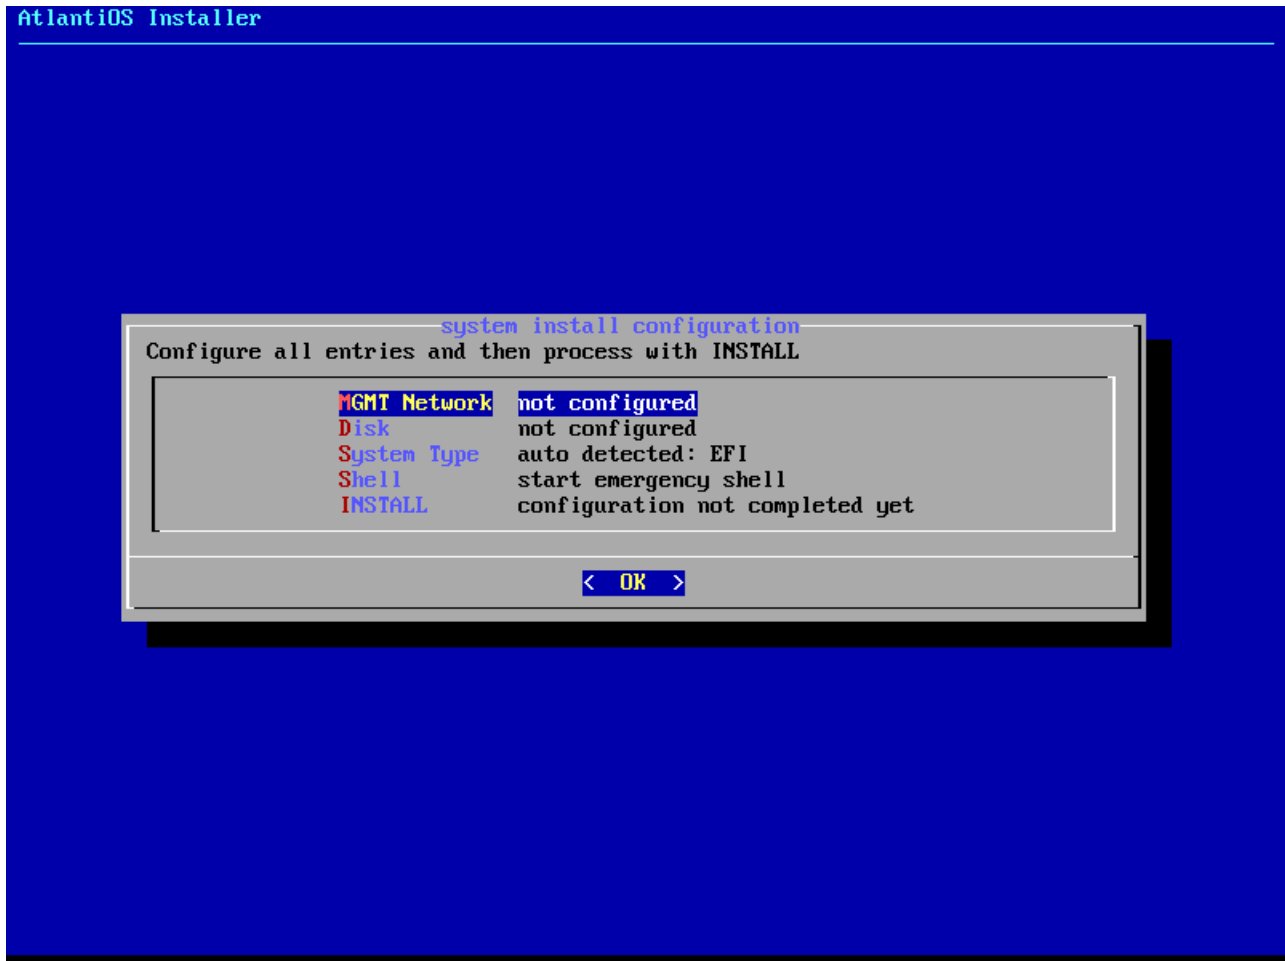 AtlantiOS Installer
system install configuration
Configure all entries and then process with INSTALL
MGMT Network not configured
Disk not configured
System Type auto detected: EFI
Shell start emergency shell
INSTALL configuration not completed yet
< OK >